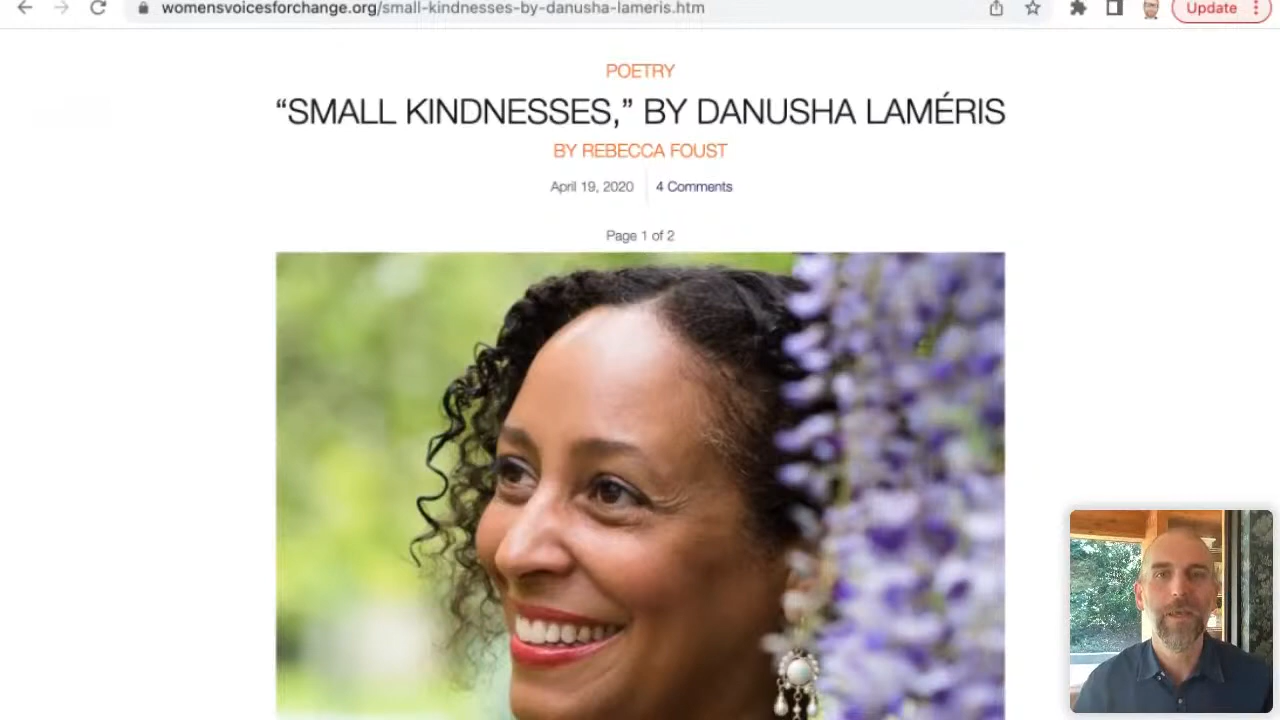 womensvoicesforchange.org/small-kindnesses-by-danusha-lameris.htm
Update
POETRY
“SMALL KINDNESSES,” BY DANUSHA LAMÉRIS
BY REBECCA FOUST
April 19, 2020
4 Comments
Page 1 of 2